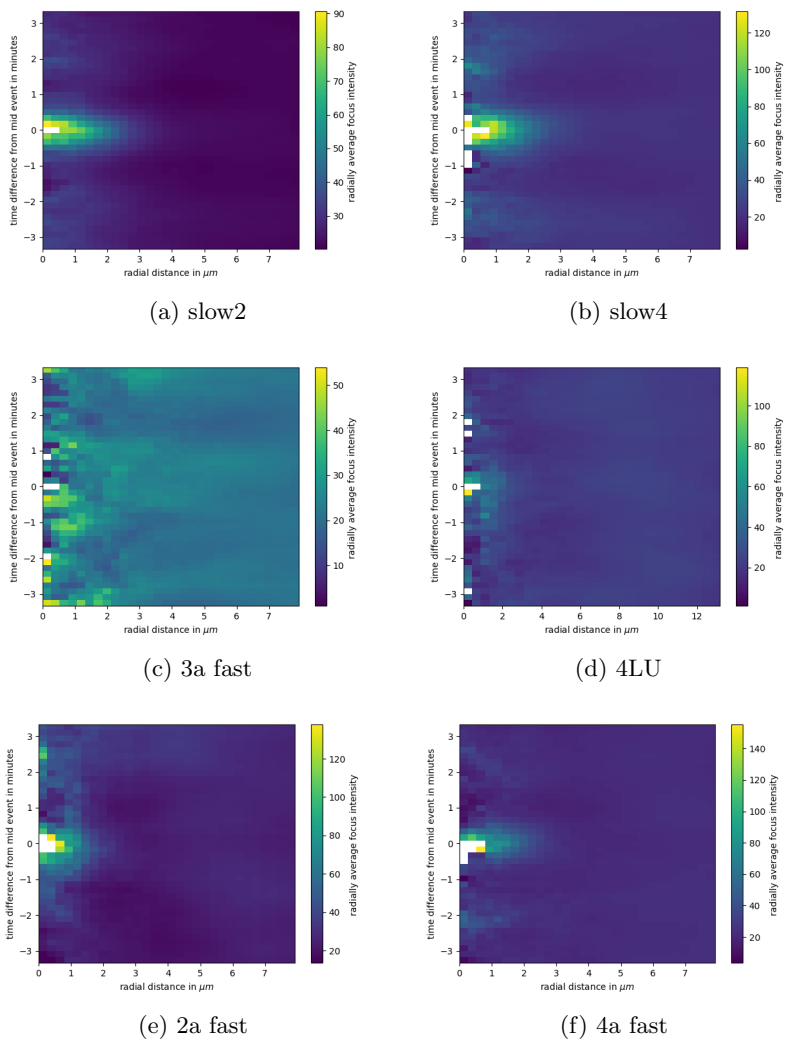 3
2
1
0
−1
−2
−3
time difference from mid event in minutes
0 1 2 3 4 5 6 7
radial distance in μm
90
80
70
60
50
40
30
radially average focus intensity
(a) slow2
3
2
1
0
−1
−2
−3
time difference from mid event in minutes
0 1 2 3 4 5 6 7
radial distance in μm
120
100
80
60
40
20
radially average focus intensity
(b) slow4
3
2
1
0
−1
−2
−3
time difference from mid event in minutes
0 1 2 3 4 5 6 7
radial distance in μm
50
40
30
20
10
radially average focus intensity
(c) 3a fast
3
2
1
0
−1
−2
−3
time difference from mid event in minutes
0 2 4 6 8 10 12
radial distance in μm
100
80
60
40
20
radially average focus intensity
(d) 4LU
3
2
1
0
−1
−2
−3
time difference from mid event in minutes
0 1 2 3 4 5 6 7
radial distance in μm
120
100
80
60
40
20
radially average focus intensity
(e) 2a fast
3
2
1
0
−1
−2
−3
time difference from mid event in minutes
0 1 2 3 4 5 6 7
radial distance in μm
140
120
100
80
60
40
20
radially average focus intensity
(f) 4a fast